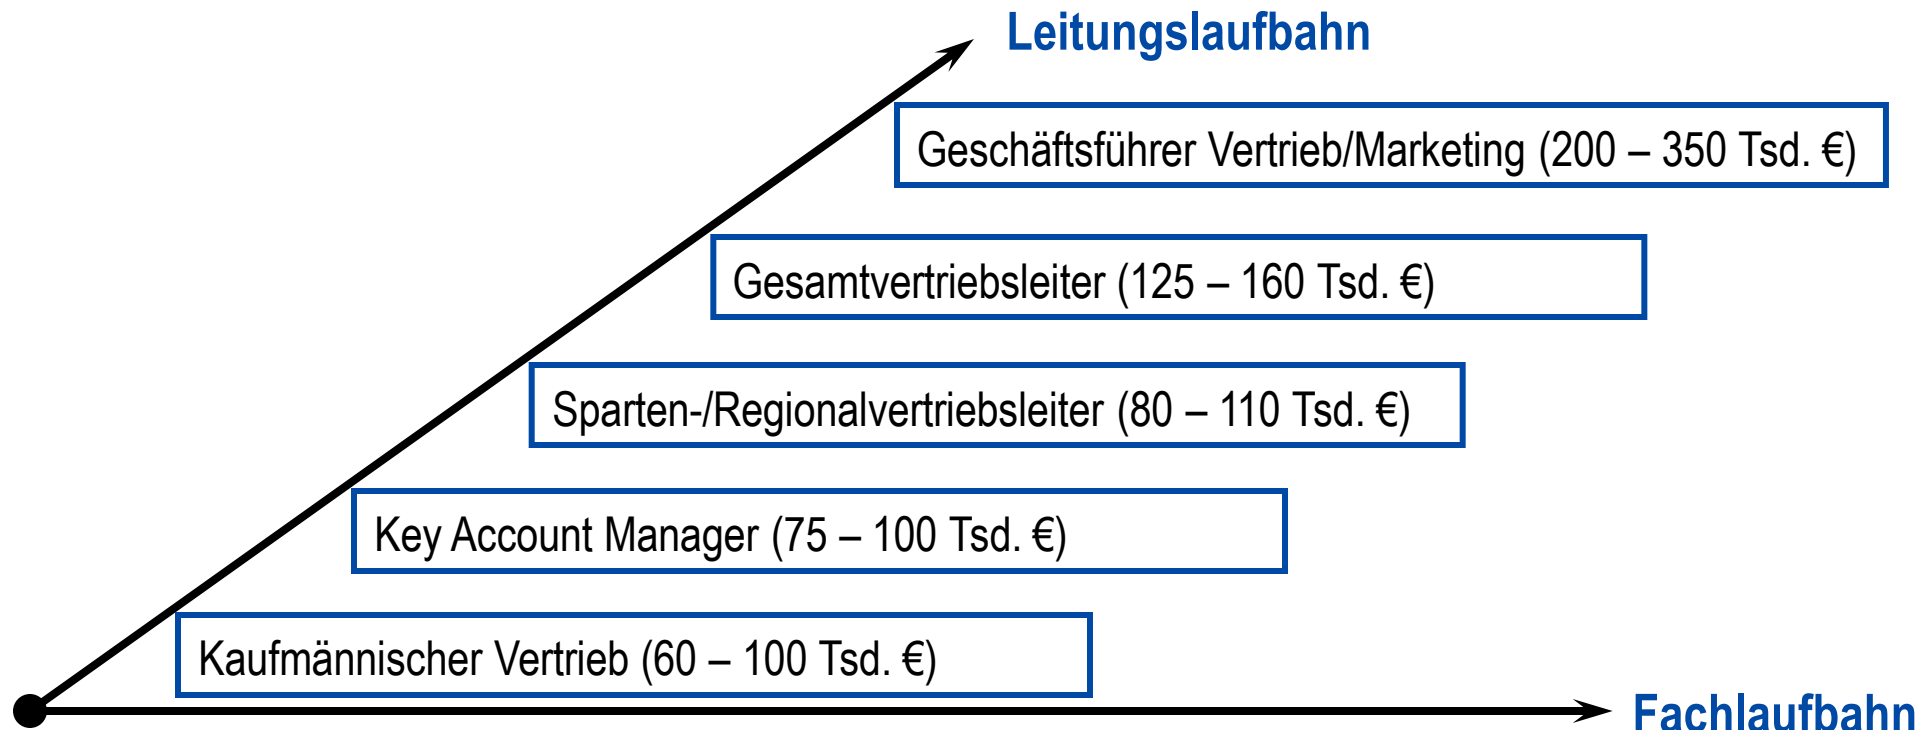 Leitungslaufbahn
Geschäftsführer Vertrieb/Marketing (200 – 350 Tsd. €)
Gesamtvertriebsleiter (125 – 160 Tsd. €)
Sparten-/Regionalvertriebsleiter (80 – 110 Tsd. €)
Key Account Manager (75 – 100 Tsd. €)
Kaufmännischer Vertrieb (60 – 100 Tsd. €)
Fachlaufbahn